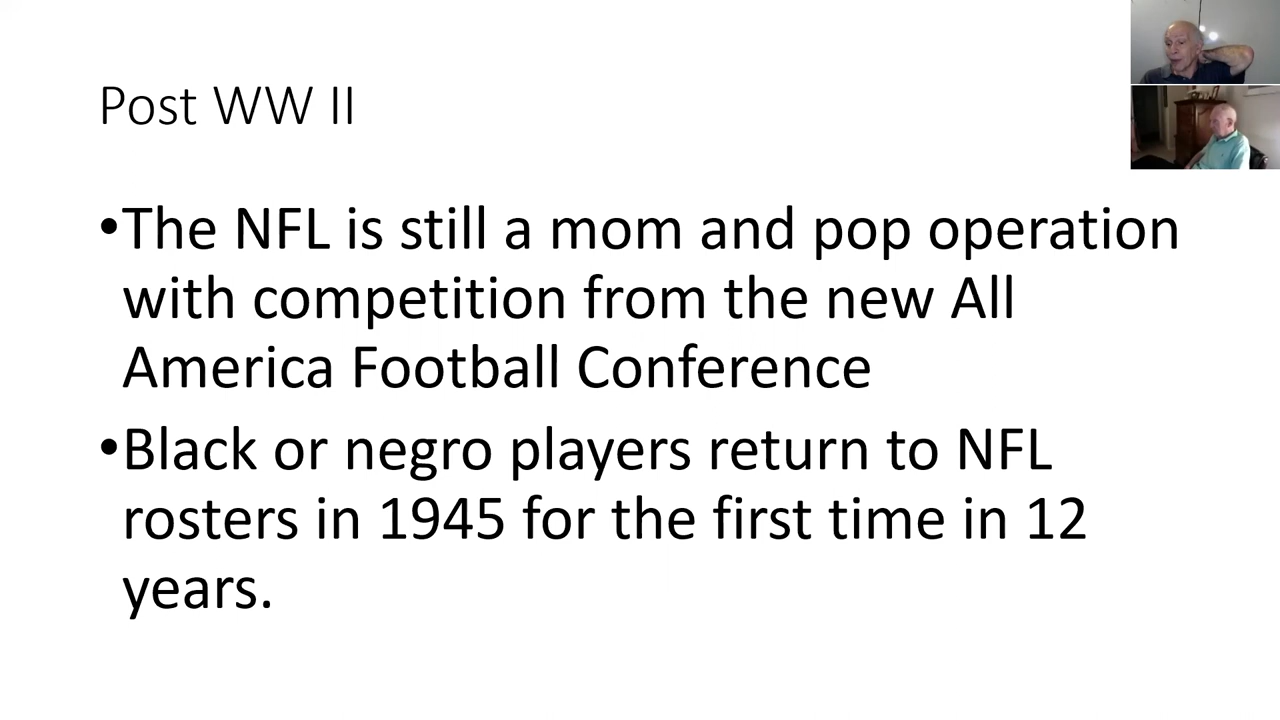 Post WW II
•The NFL is still a mom and pop operation
with competition from the new All
America Football Conference
•Black or negro players return to NFL
rosters in 1945 for the first time in 12
years.